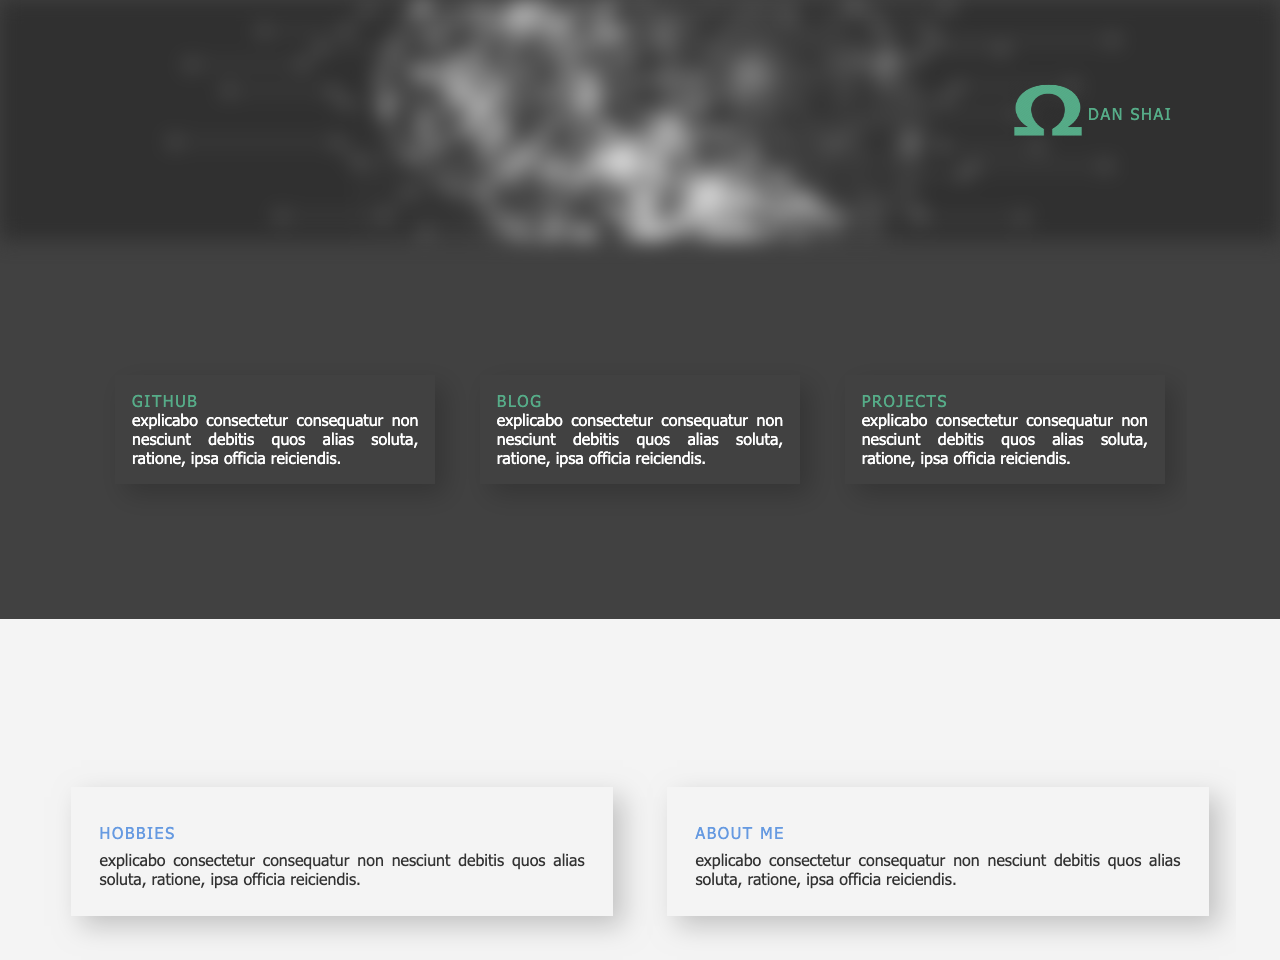 Ω DAN SHAI
GITHUB
explicabo consectetur consequatur non
nesciunt debitis quos alias soluta,
ratione, ipsa officia reiciendis.
BLOG
explicabo consectetur consequatur non
nesciunt debitis quos alias soluta,
ratione, ipsa officia reiciendis.
PROJECTS
explicabo consectetur consequatur non
nesciunt debitis quos alias soluta,
ratione, ipsa officia reiciendis.
HOBBIES
explicabo consectetur consequatur non nesciunt debitis quos alias
soluta, ratione, ipsa officia reiciendis.
ABOUT ME
explicabo consectetur consequatur non nesciunt debitis quos alias
soluta, ratione, ipsa officia reiciendis.